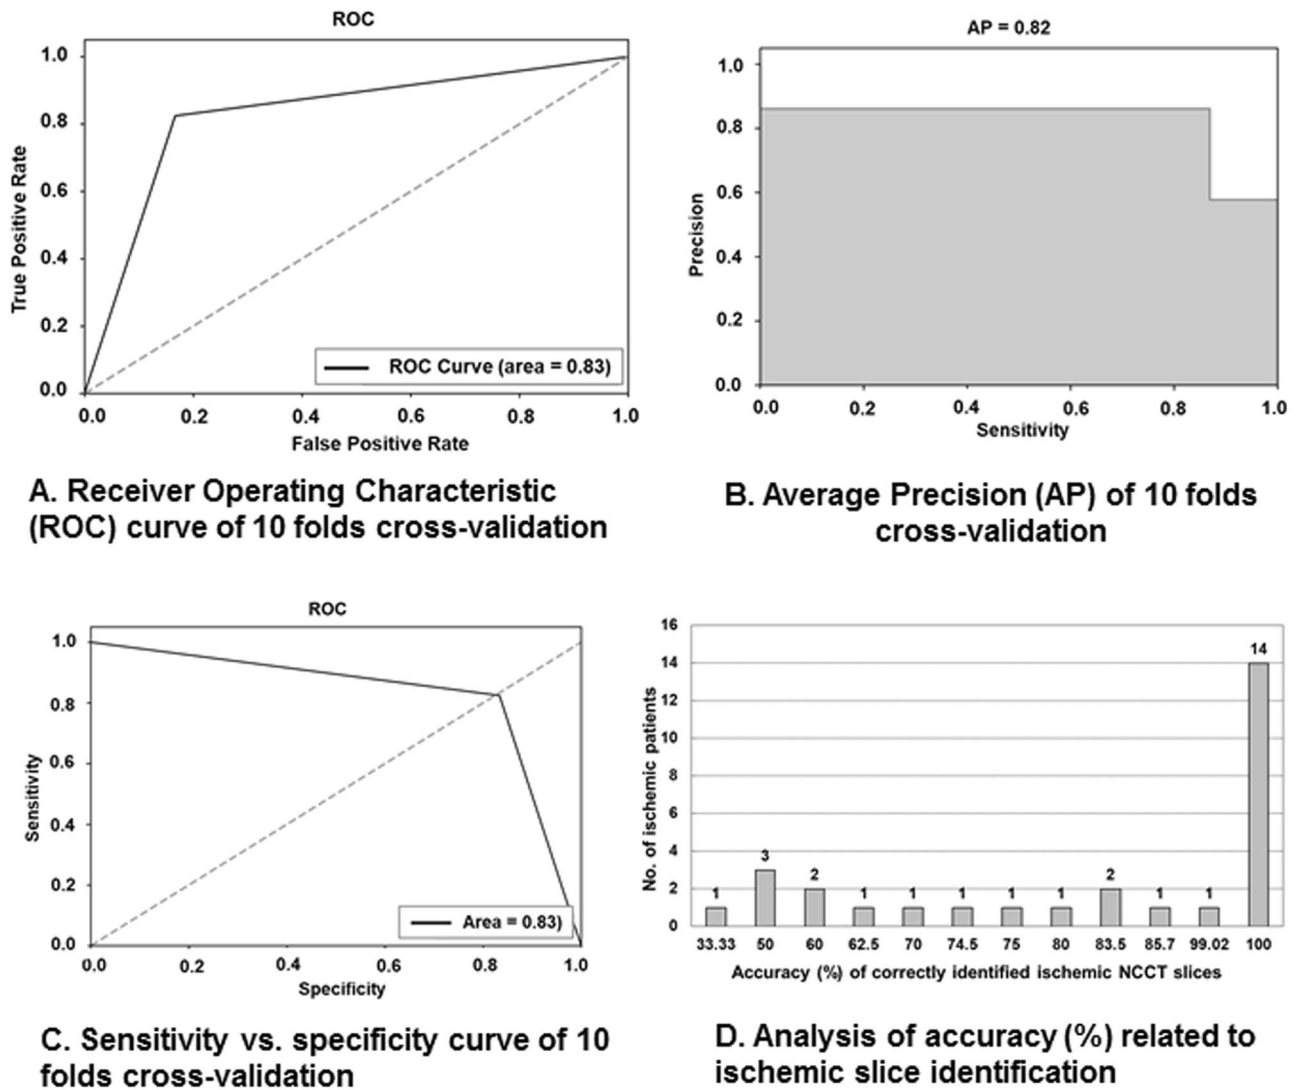 ROC
1.0
0.8
0.6
0.4
0.2
0.0
True Positive Rate
ROC Curve (area = 0.83)
0.0 0.2 0.4 0.6 0.8 1.0
False Positive Rate
A. Receiver Operating Characteristic
(ROC) curve of 10 folds cross-validation
AP = 0.82
1.0
0.8
0.6
0.4
0.2
0.0
Precision
0.0 0.2 0.4 0.6 0.8 1.0
Sensitivity
B. Average Precision (AP) of 10 folds
cross-validation
ROC
1.0
0.8
0.6
0.4
0.2
0.0
Sensitivity
Area = 0.83)
0.0 0.2 0.4 0.6 0.8 1.0
Specificity
C. Sensitivity vs. specificity curve of 10
folds cross-validation
16
14
12
10
8
6
4
2
0
No. of ischemic patients
1 3 2 1 1 1 1 1 2 1 1 14
33.33 50 60 62.5 70 74.5 75 80 83.5 85.7 99.02 100
Accuracy (%) of correctly identified ischemic NCCT slices
D. Analysis of accuracy (%) related to
ischemic slice identification